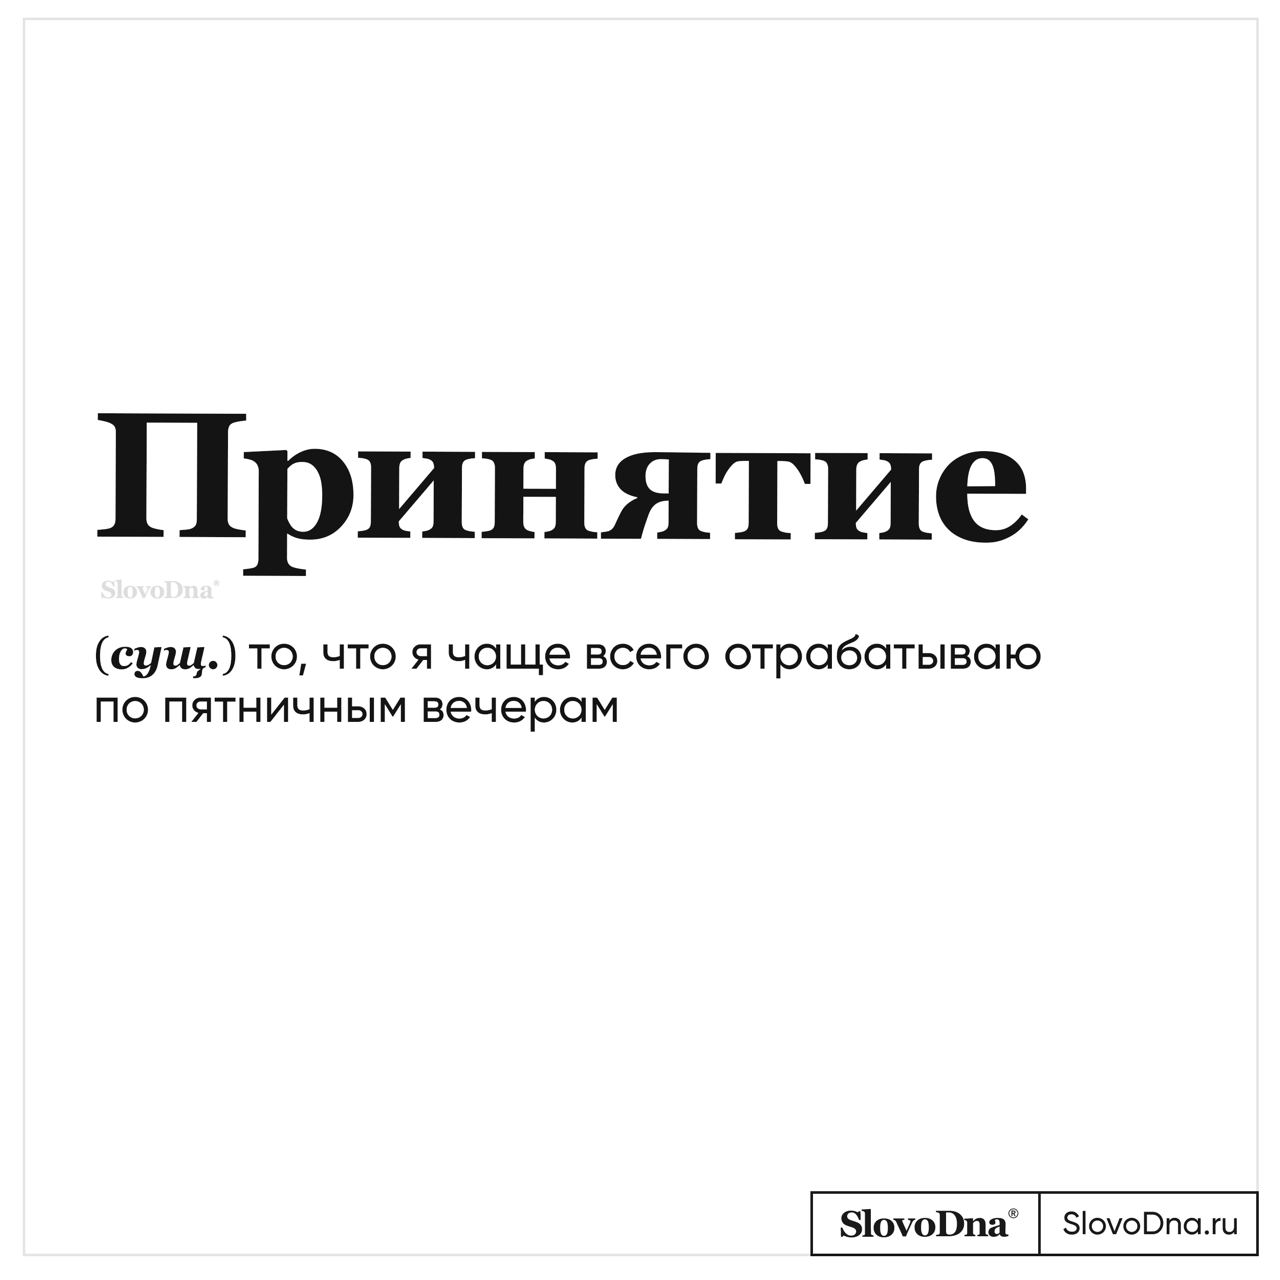 Принятие
SlovoDna®
(сущ.) то, что я чаще всего отрабатываю
по пятничным вечерам
SlovoDna® SlovoDna.ru